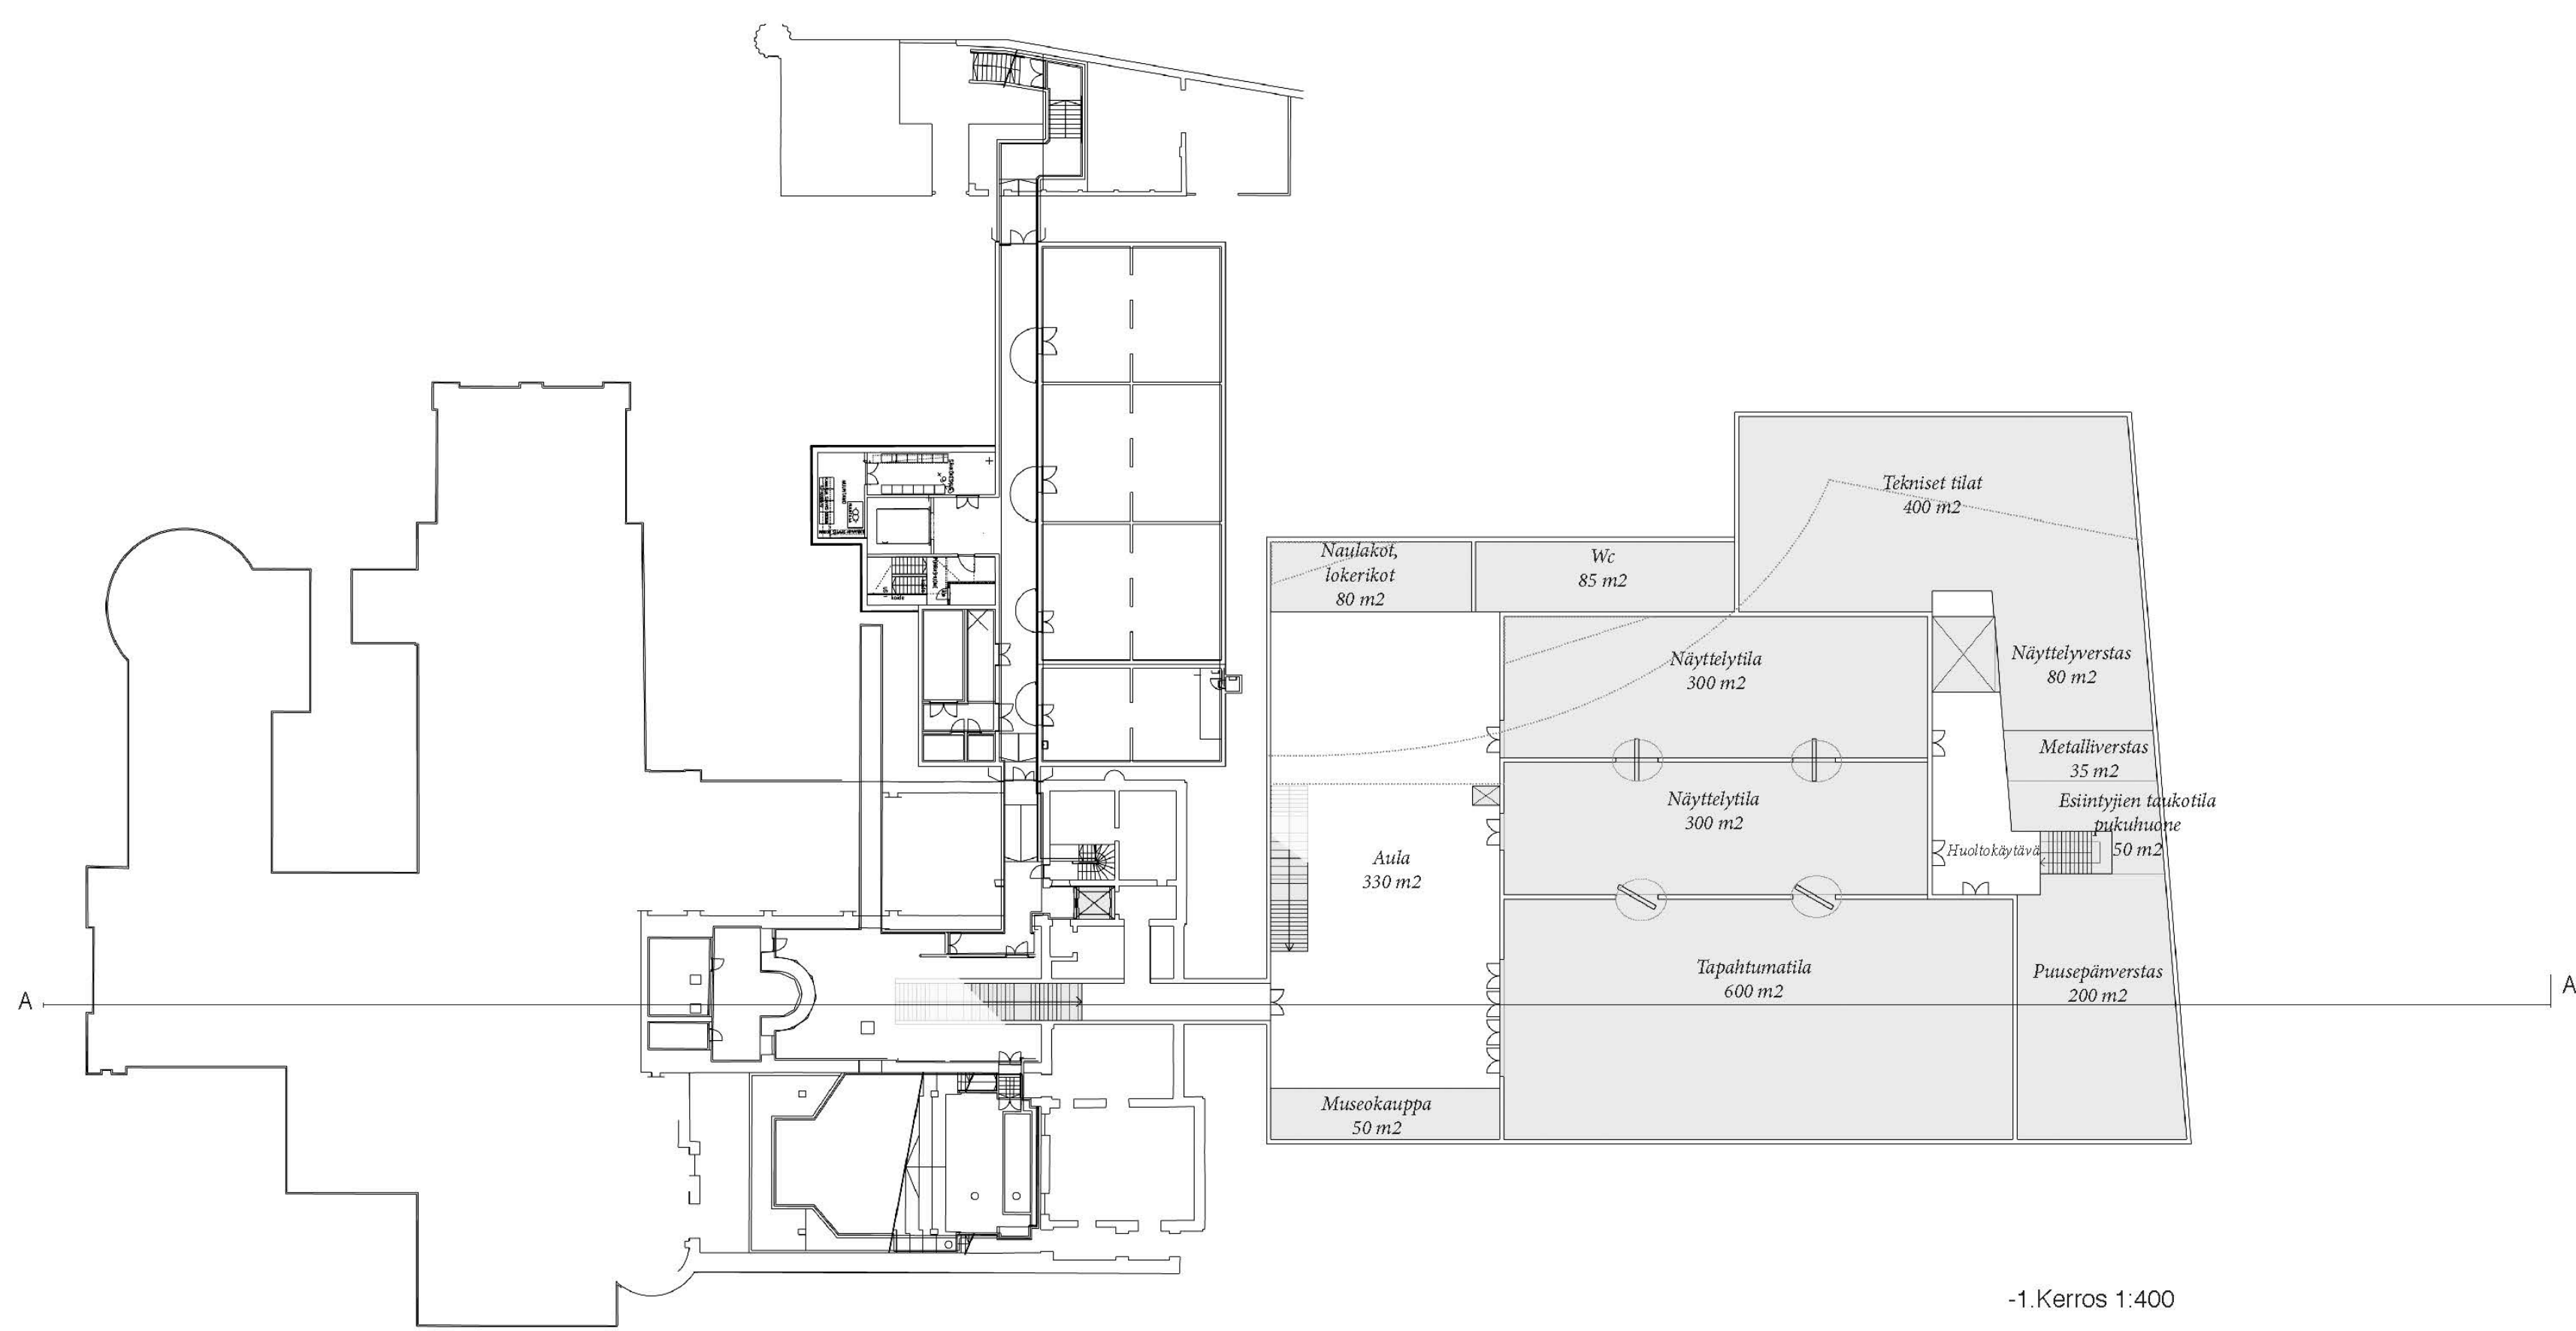 Tekniset tilat
400 m2
Naulakot,
lokerikot
80 m2
Wc
85 m2
Näyttelytila
300 m2
Näyttelyverstas
80 m2
Metalliverstas
35 m2
Näyttelytila
300 m2
Esiintyjien taukotila
pukuhuone
50 m2
Huoltokäytävä
Aula
330 m2
Tapahtumatila
600 m2
Puusepänverstas
200 m2
A
A
Museokauppa
50 m2
-1.Kerros 1:400